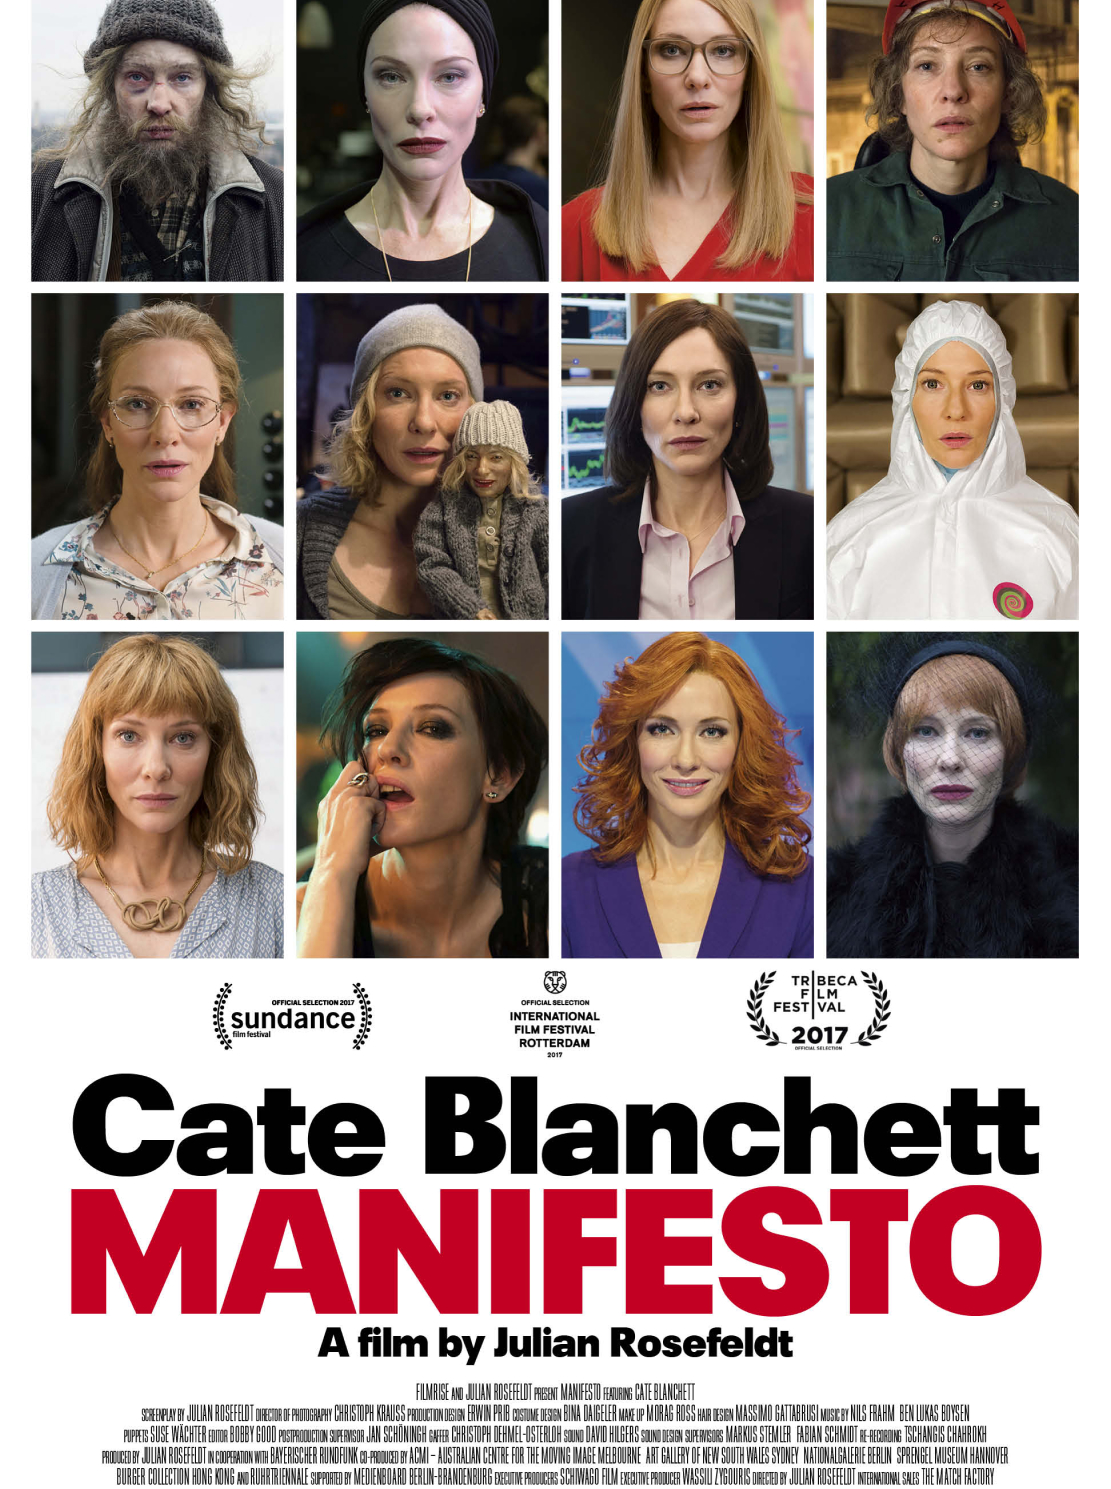 OFFICIAL SELECTION 2017
sundance
film festival
OFFICIAL SELECTION
INTERNATIONAL
FILM FESTIVAL
ROTTERDAM
2017
TRIBECA
FILM
FESTIVAL
2017
OFFICIAL SELECTION
Cate Blanchett
MANIFESTO
A film by Julian Rosefeldt
FILMRISE AND JULIAN ROSEFELDT PRESENT MANIFESTO FEATURING CATE BLANCHETT
SCREENPLAY BY JULIAN ROSEFELDT DIRECTOR OF PHOTOGRAPHY CHRISTOPH KRAUSS PRODUCTION DESIGN ERWIN PRIB COSTUME DESIGN BINA DAIGELER MAKE UP MORAG ROSS HAIR DESIGN MASSIMO GATTABRUSI MUSIC BY NILS FRAHM BEN LUKAS BOYSEN
PUPPETS SUSE WÄCHTER EDITOR BOBBY GOOD POSTPRODUCTION SUPERVISOR JAN SCHÖNINGH GAFFER CHRISTOPH DEHMEL-OSTERLOH SOUND DAVID HILGERS SOUND DESIGN SUPERVISORS MARKUS STEMLER FABIAN SCHMIDT RE-RECORDING TSCHANGIS CHAHROKH
PRODUCED BY JULIAN ROSEFELDT IN COOPERATION WITH BAYERISCHER RUNDFUNK CO-PRODUCED BY ACMI – AUSTRALIAN CENTRE FOR THE MOVING IMAGE MELBOURNE ART GALLERY OF NEW SOUTH WALES SYDNEY NATIONALGALERIE BERLIN SPRENGEL MUSEUM HANNOVER
BURGER COLLECTION HONG KONG AND RUHRTRIENNALE SUPPORTED BY MEDIENBOARD BERLIN-BRANDENBURG EXECUTIVE PRODUCERS SCHIWAGO FILM EXECUTIVE PRODUCER WASSILI ZYGOURIS DIRECTED BY JULIAN ROSEFELDT INTERNATIONAL SALES THE MATCH FACTORY